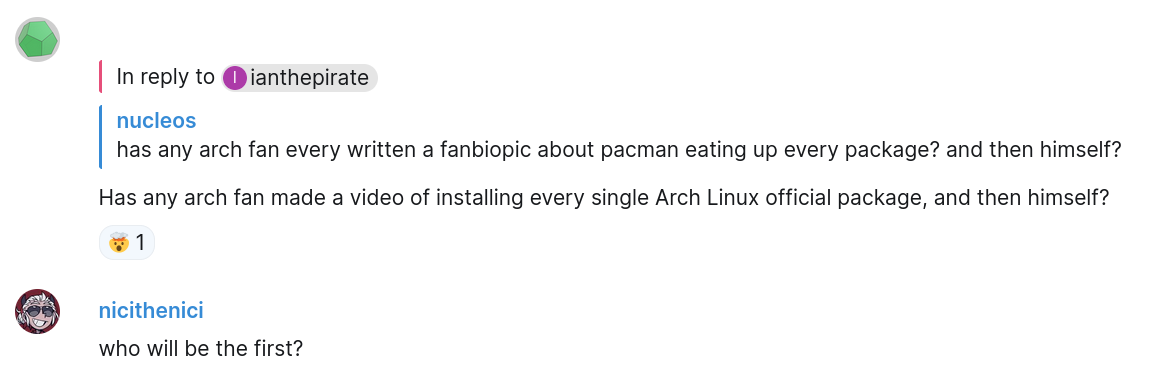 In reply to I ianthepirate
nucleos
has any arch fan every written a fanbiopic about pacman eating up every package? and then himself?
Has any arch fan made a video of installing every single Arch Linux official package, and then himself?
🤯 1
nicithenici
who will be the first?